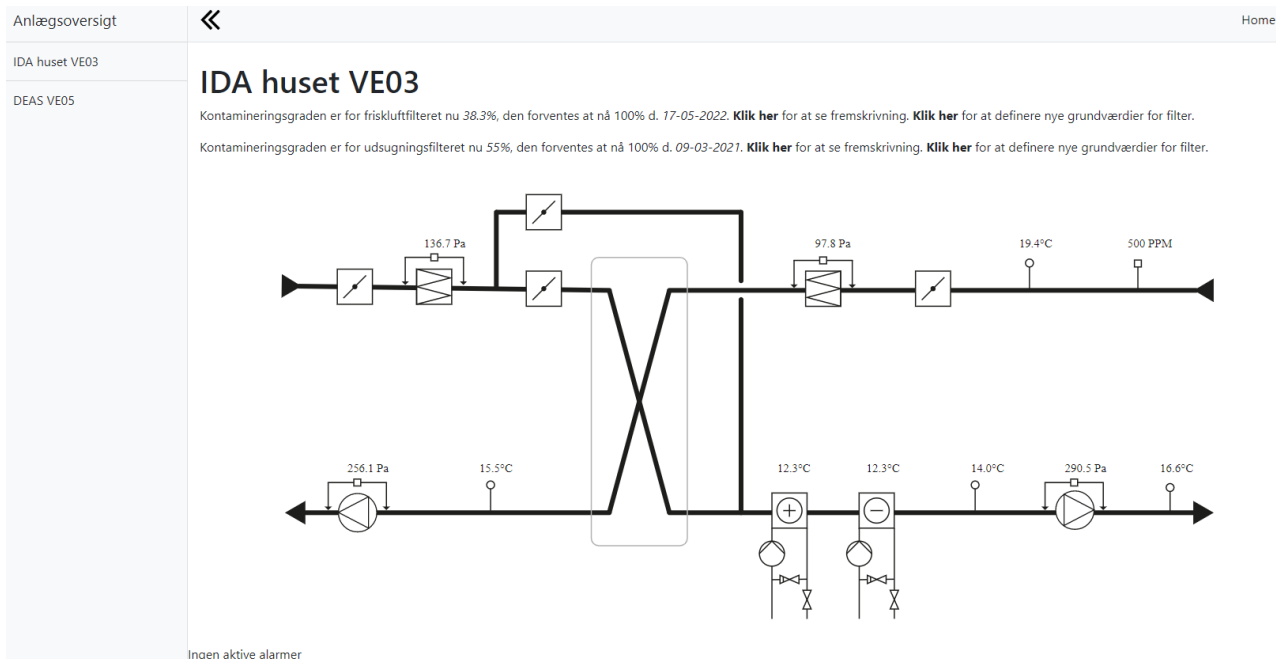 Anlægsoversigt
Home
IDA huset VE03
DEAS VE05
IDA huset VE03
Kontamineringsgraden er for friskluftfilteret nu 38.3%, den forventes at nå 100% d. 17-05-2022. Klik her for at se fremskrivning. Klik her for at definere nye grundværdier for filter.
Kontamineringsgraden er for udsugningsfilteret nu 55%, den forventes at nå 100% d. 09-03-2021. Klik her for at se fremskrivning. Klik her for at definere nye grundværdier for filter.
136.7 Pa
97.8 Pa
19.4°C
500 PPM
256.1 Pa
15.5°C
12.3°C
12.3°C
14.0°C
290.5 Pa
16.6°C
Ingen aktive alarmer